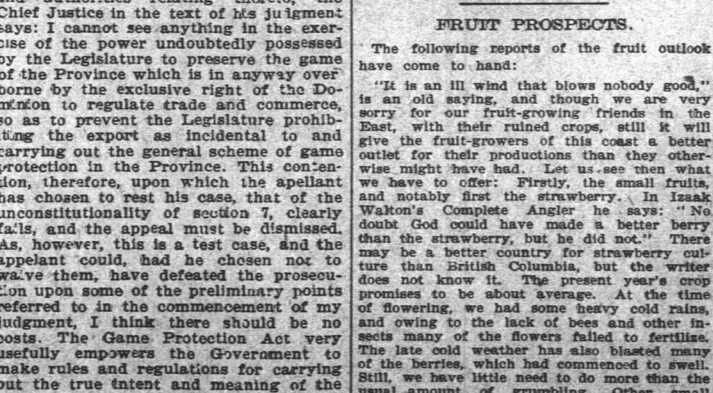 and authorities relating thereto, the
Chief Justice in the text of his judgment
says: I cannot see anything in the exer-
cise of the power undoubtedly possessed
by the Legislature to preserve the game
of the Province which is in anyway over
borne by the exclusive right of the Do-
minion to regulate trade and commerce,
so as to prevent the Legislature prohib-
iting the export as incidental to and
carrying out the general scheme of game
protection in the Province. This conten-
tion, therefore, upon which the apellant
has chosen to rest his case, that of the
unconstitutionality of section 7, clearly
fails, and the appeal must be dismissed.
As, however, this is a test case, and the
appelant could, had he chosen not to
waive them, have defeated the prosecu-
tion upon some of the preliminary points
referred to in the commencement of my
judgment, I think there should be no
costs. The Game Protection Act very
usefully empowers the Government to
make rules and regulations for carrying
out the true intent and meaning of the
FRUIT PROSPECTS.
The following reports of the fruit outlook
have come to hand:
"It is an ill wind that blows nobody good,"
is an old saying, and though we are very
sorry for our fruit-growing friends in the
East, with their ruined crops, still it will
give the fruit-growers of this coast a better
outlet for their productions than they other-
wise might have had. Let us see then what
we have to offer: Firstly, the small fruits,
and notably first the strawberry. In Izaak
Walton's Complete Angler he says: "No
doubt God could have made a better berry
than the strawberry, but he did not." There
may be a better country for strawberry cul-
ture than British Columbia, but the writer
does not know it. The present year's crop
promises to be about average. At the time
of flowering, we had some heavy cold rains,
and owing to the lack of bees and other in-
sects many of the flowers failed to fertilize.
The late cold weather has also blasted many
of the berries, which had commenced to swell.
Still, we have little need to do more than the
usual amount of grumbling. Other small